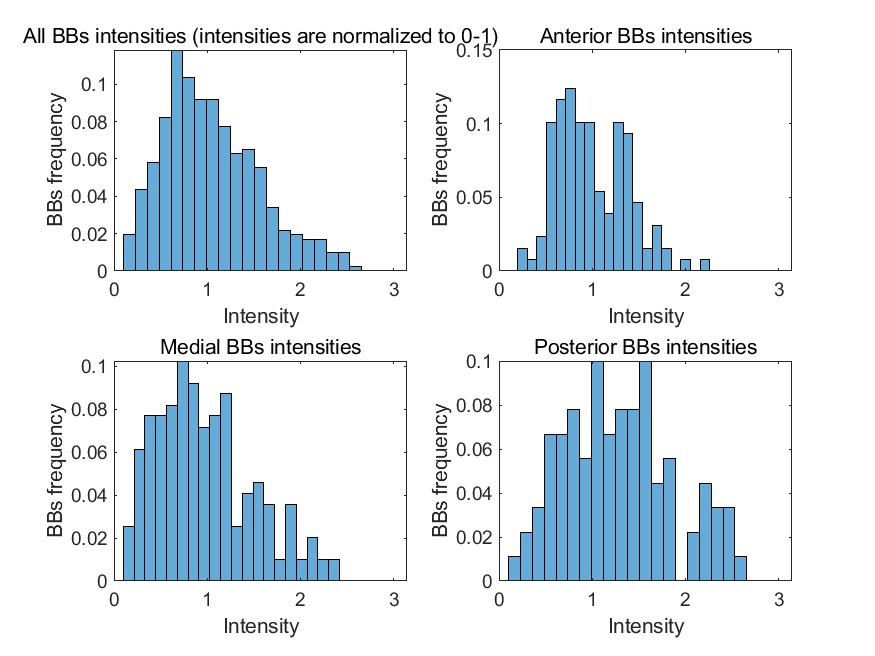 All BBs intensities (intensities are normalized to 0-1)
BBs frequency
0.1
0.08
0.06
0.04
0.02
0
0 1 2 3
Intensity
Anterior BBs intensities
BBs frequency
0.15
0.1
0.05
0
0 1 2 3
Intensity
Medial BBs intensities
BBs frequency
0.1
0.08
0.06
0.04
0.02
0
0 1 2 3
Intensity
Posterior BBs intensities
BBs frequency
0.1
0.08
0.06
0.04
0.02
0
0 1 2 3
Intensity